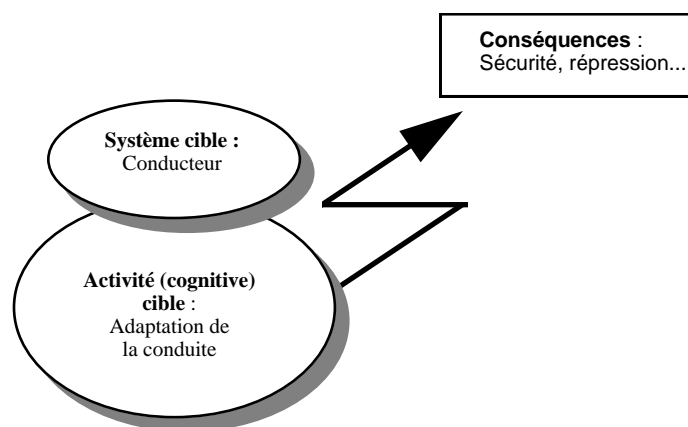 Conséquences :
Sécurité, répression...
Système cible :
Conducteur
Activité (cognitive)
cible :
Adaptation de
la conduite